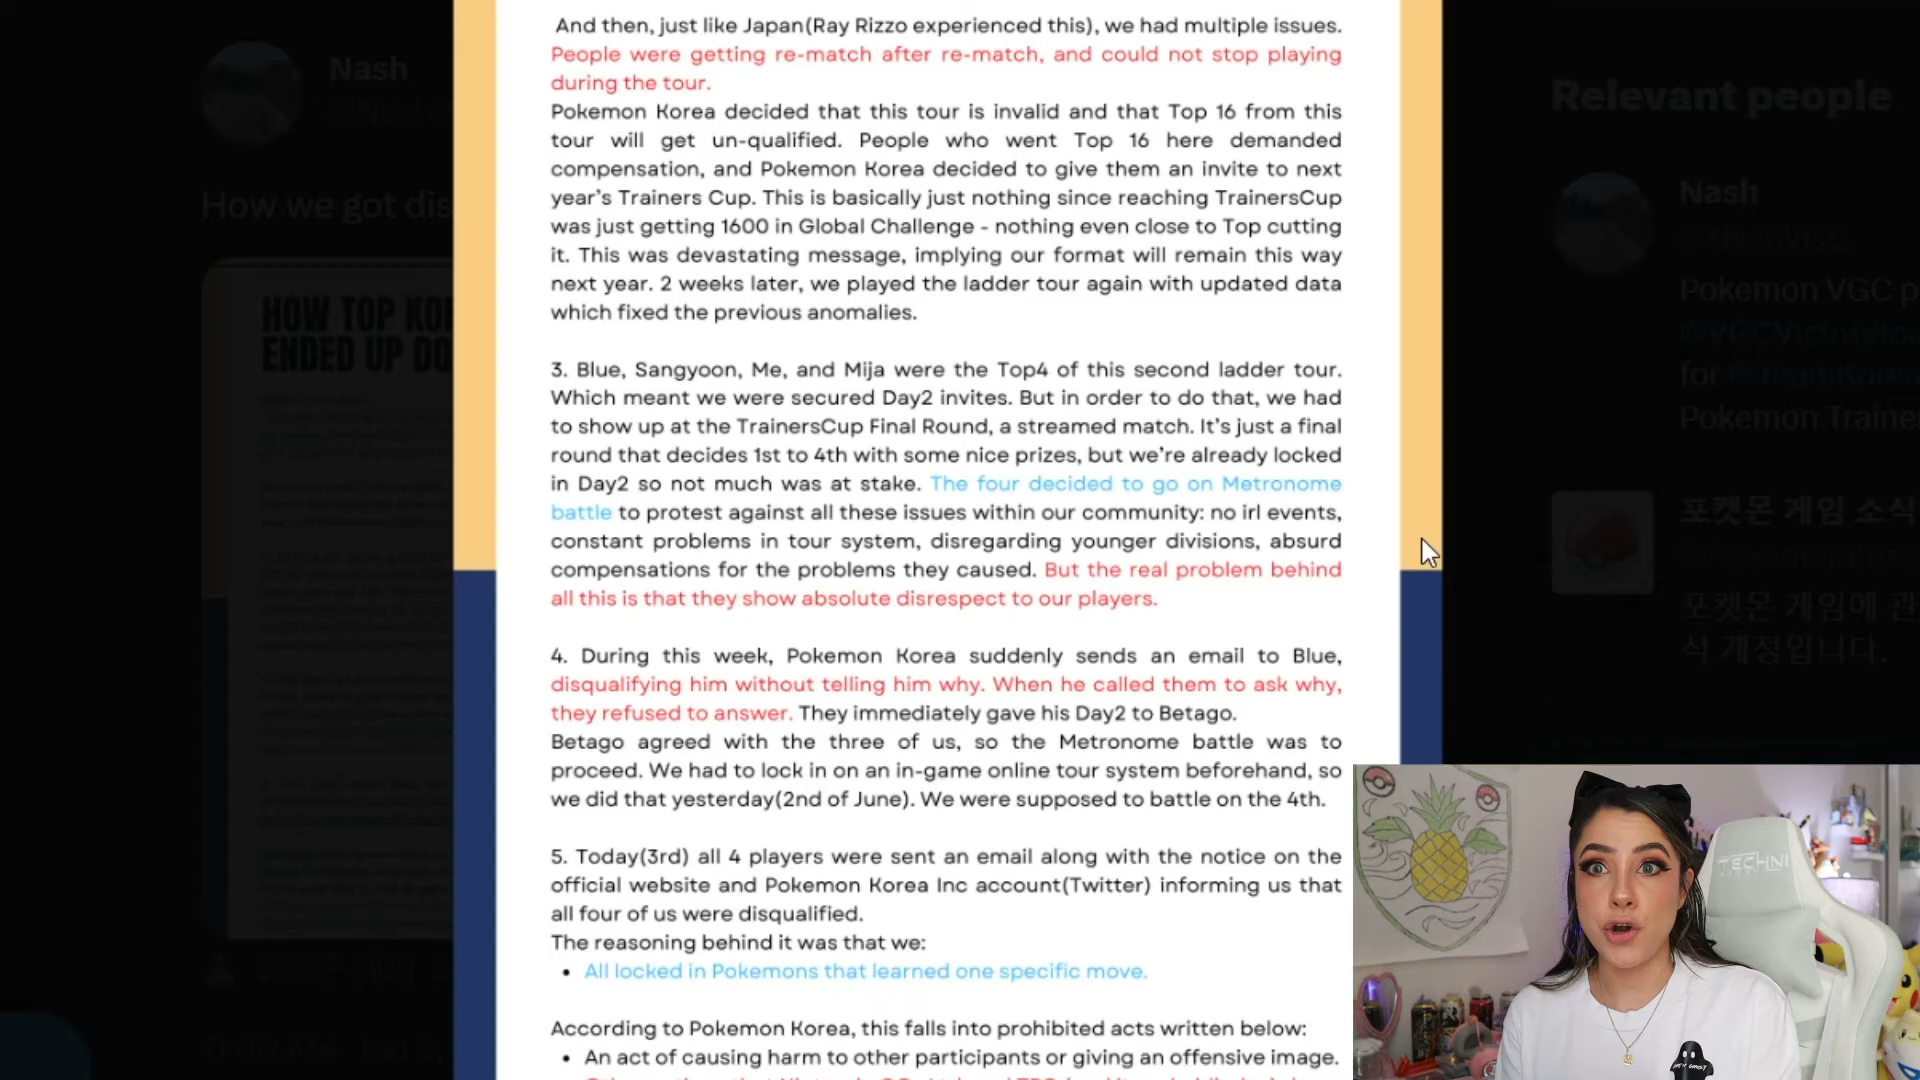 And then, just like Japan(Ray Rizzo experienced this), we had multiple issues.
People were getting re-match after re-match, and could not stop playing
during the tour.
Pokemon Korea decided that this tour is invalid and that Top 16 from this
tour will get un-qualified. People who went Top 16 here demanded
compensation, and Pokemon Korea decided to give them an invite to next
year's Trainers Cup. This is basically just nothing since reaching TrainersCup
was just getting 1600 in Global Challenge - nothing even close to Top cutting
it. This was devastating message, implying our format will remain this way
next year. 2 weeks later, we played the ladder tour again with updated data
which fixed the previous anomalies.
3. Blue, Sangyoon, Me, and Mija were the Top4 of this second ladder tour.
Which meant we were secured Day2 invites. But in order to do that, we had
to show up at the TrainersCup Final Round, a streamed match. It's just a final
round that decides 1st to 4th with some nice prizes, but we're already locked
in Day2 so not much was at stake. The four decided to go on Metronome
battle to protest against all these issues within our community: no irl events,
constant problems in tour system, disregarding younger divisions, absurd
compensations for the problems they caused. But the real problem behind
all this is that they show absolute disrespect to our players.
4. During this week, Pokemon Korea suddenly sends an email to Blue,
disqualifying him without telling him why. When he called them to ask why,
they refused to answer. They immediately gave his Day2 to Betago.
Betago agreed with the three of us, so the Metronome battle was to
proceed. We had to lock in on an in-game online tour system beforehand, so
we did that yesterday(2nd of June). We were supposed to battle on the 4th.
5. Today(3rd) all 4 players were sent an email along with the notice on the
official website and Pokemon Korea Inc account(Twitter) informing us that
all four of us were disqualified.
The reasoning behind it was that we:
• All locked in Pokemons that learned one specific move.
According to Pokemon Korea, this falls into prohibited acts written below:
• An act of causing harm to other participants or giving an offensive image.
Nash
How we got dis
HOW TOP KO
ENDED UP DO
Relevant people
Nash
Pokemon VGC p
for
Pokemon Traine
포켓몬 게임 소식
포켓몬 게임에 관
식 계정입니다.
TECHNI